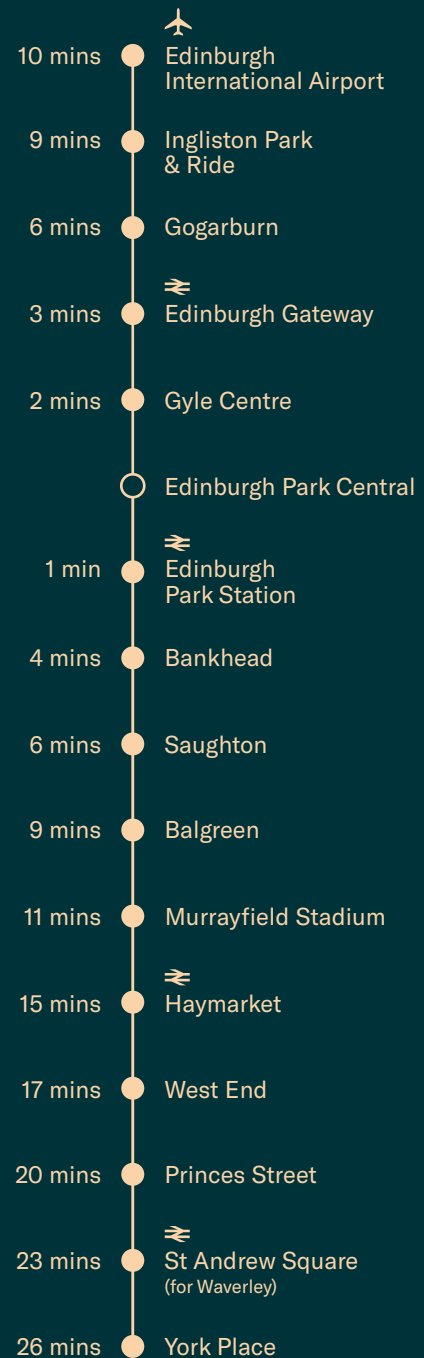 10 mins Edinburgh
International Airport
9 mins Ingliston Park
& Ride
6 mins Gogarburn
3 mins Edinburgh Gateway
2 mins Gyle Centre
Edinburgh Park Central
1 min Edinburgh
Park Station
4 mins Bankhead
6 mins Saughton
9 mins Balgreen
11 mins Murrayfield Stadium
15 mins Haymarket
17 mins West End
20 mins Princes Street
23 mins St Andrew Square
(for Waverley)
26 mins York Place